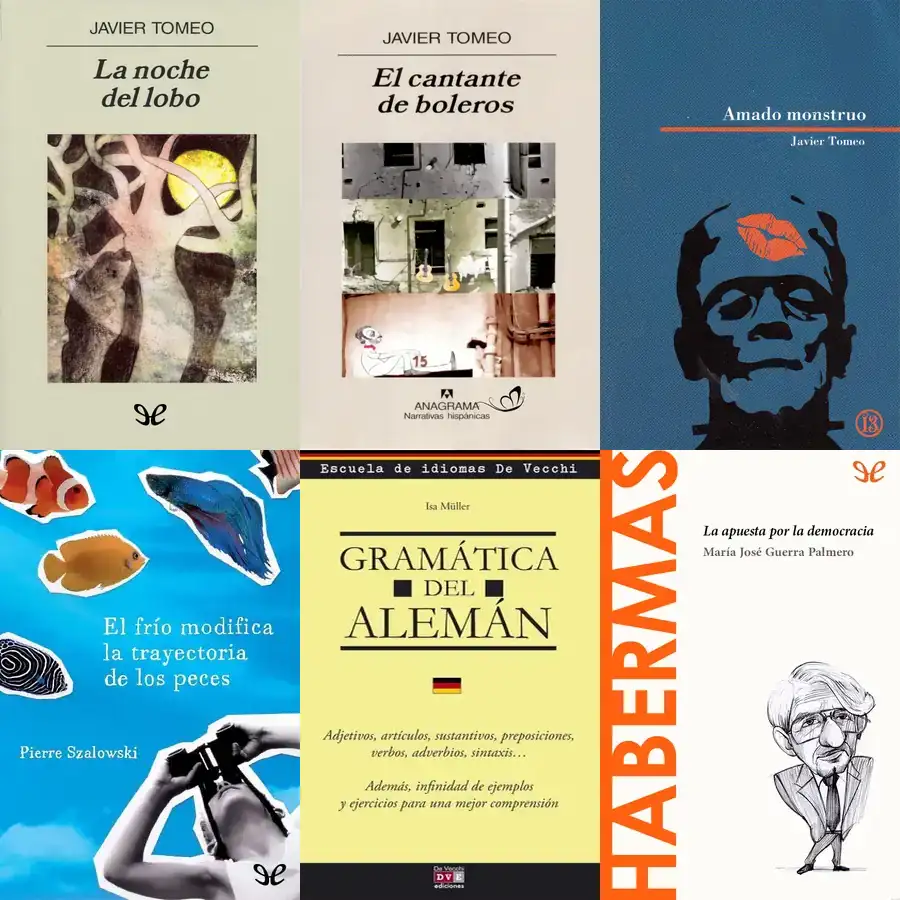 JAVIER TOMEO
La noche
del lobo
JAVIER TOMEO
El cantante
de boleros
15
ANAGRAMA
Narrativas hispánicas
Amado monstruo
Javier Tomeo
13
El frío modifica
la trayectoria
de los peces
Pierre Szalowski
Escuela de idiomas De Vecchi
Isa Müller
GRAMÁTICA
DEL
ALEMÁN
Adjetivos, artículos, sustantivos, preposiciones,
verbos, adverbios, sintaxis…
Además, infinidad de ejemplos
y ejercicios para una mejor comprensión
De Vecchi
DVE
ediciones
HABERMAS
La apuesta por la democracia
María José Guerra Palmero